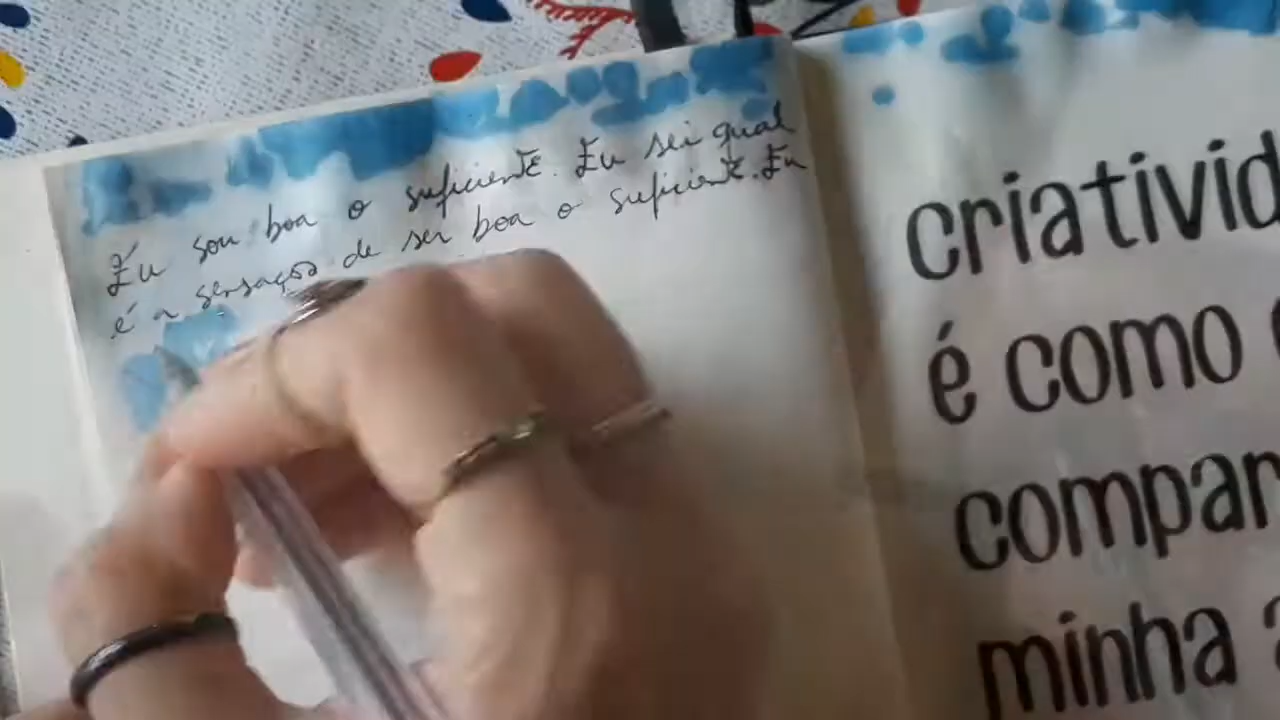 Eu sou boa o suficiente. Eu sei qual
é a sensação de ser boa o suficiente. Eu
criativid
é como
compar
minha a